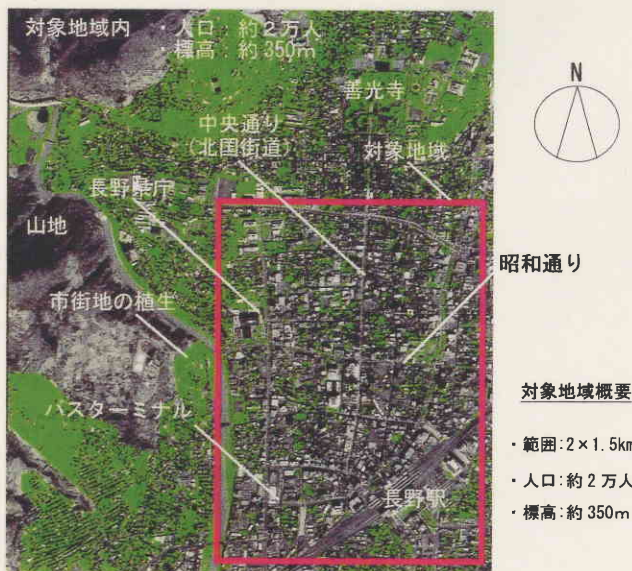 対象地域内 ・人口:約2万人
・標高:約350m
善光寺
中央通り
(北国街道)
対象地域
長野県庁
山地
市街地の植生
バスターミナル
長野駅
昭和通り
N
対象地域概要
・範囲:2×1.5km
・人口:約2万人
・標高:約350m